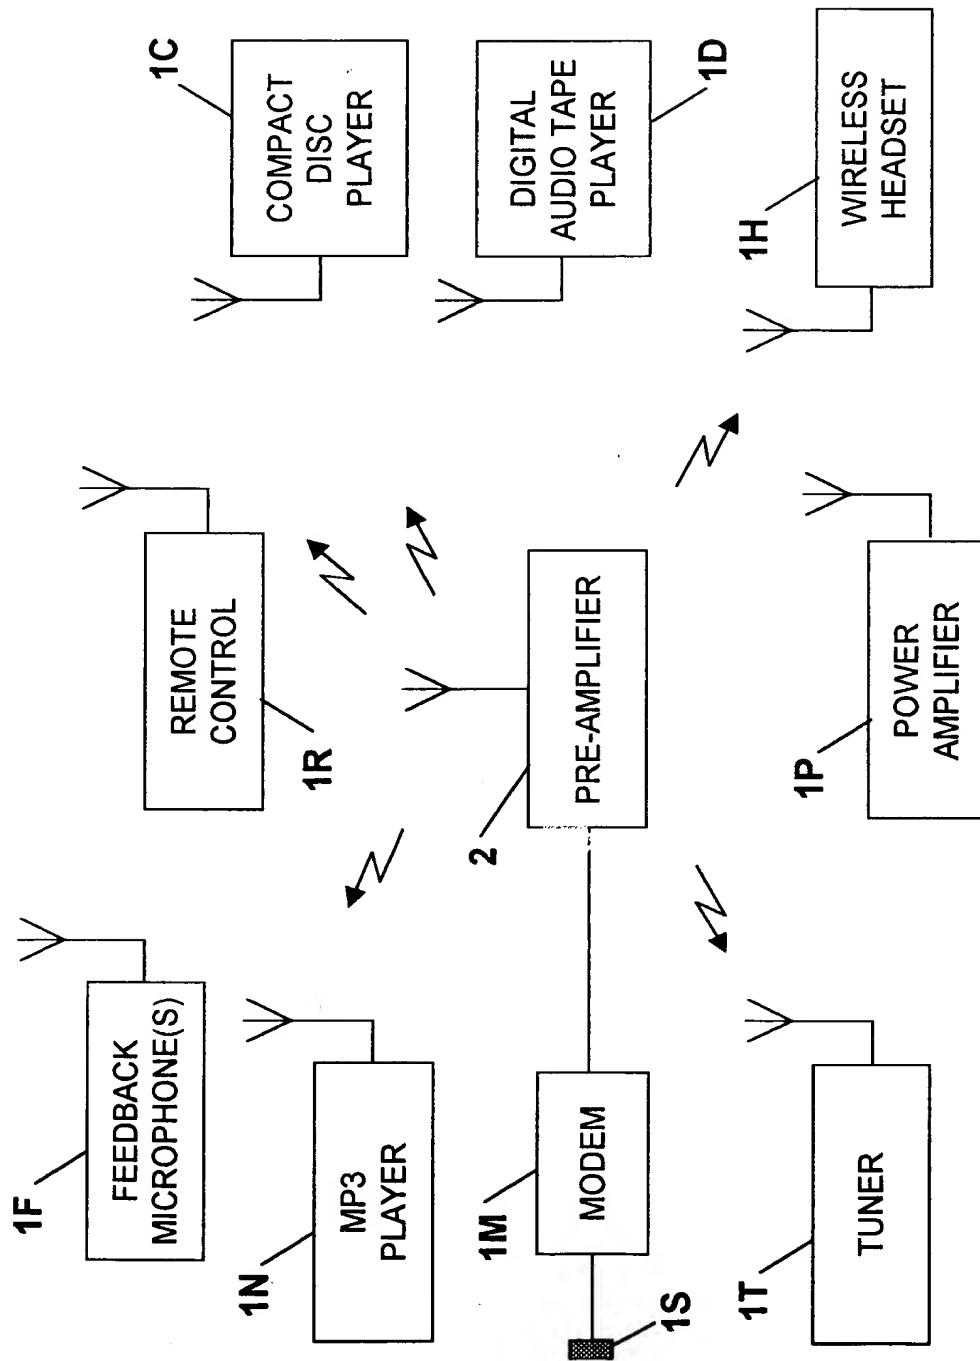 1F
FEEDBACK
MICROPHONE(S)
1N
MP3
PLAYER
1M
MODEM
1S
1T
TUNER
REMOTE
CONTROL
1R
2
PRE-AMPLIFIER
1P
POWER
AMPLIFIER
1C
COMPACT
DISC
PLAYER
DIGITAL
AUDIO TAPE
PLAYER
1D
1H
WIRELESS
HEADSET